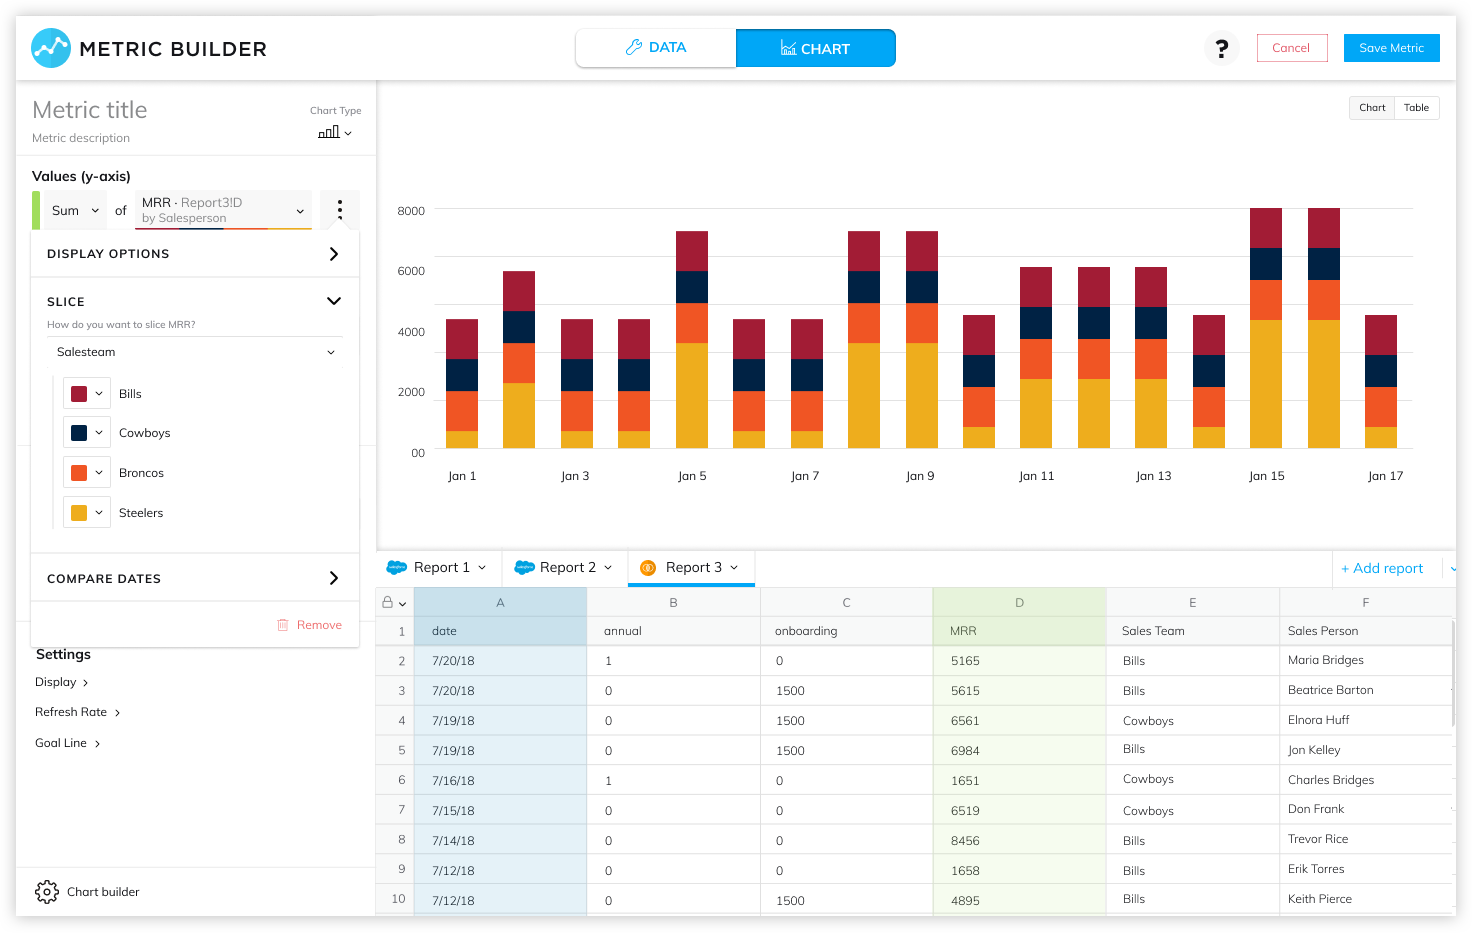 METRIC BUILDER
DATA
CHART
?
Cancel
Save Metric
Metric title
Metric description
Chart Type
Values (y-axis)
Sum
of
MRR · Report3!D
by Salesperson
DISPLAY OPTIONS
SLICE
How do you want to slice MRR?
Salesteam
Bills
Cowboys
Broncos
Steelers
COMPARE DATES
Remove
Settings
Display
Refresh Rate
Goal Line
Chart builder
Chart Table
8000
6000
4000
2000
00
Jan 1 Jan 3 Jan 5 Jan 7 Jan 9 Jan 11 Jan 13 Jan 15 Jan 17
Report 1 Report 2 Report 3 + Add report
A B C D E F
1 date annual onboarding MRR Sales Team Sales Person
2 7/20/18 1 0 5165 Bills Maria Bridges
3 7/20/18 0 1500 5615 Bills Beatrice Barton
4 7/19/18 0 1500 6561 Cowboys Elnora Huff
5 7/19/18 0 1500 6984 Bills Jon Kelley
6 7/16/18 1 0 1651 Cowboys Charles Bridges
7 7/15/18 0 0 6519 Cowboys Don Frank
8 7/14/18 0 0 8456 Bills Trevor Rice
9 7/12/18 0 0 1658 Bills Erik Torres
10 7/12/18 0 1500 4895 Bills Keith Pierce